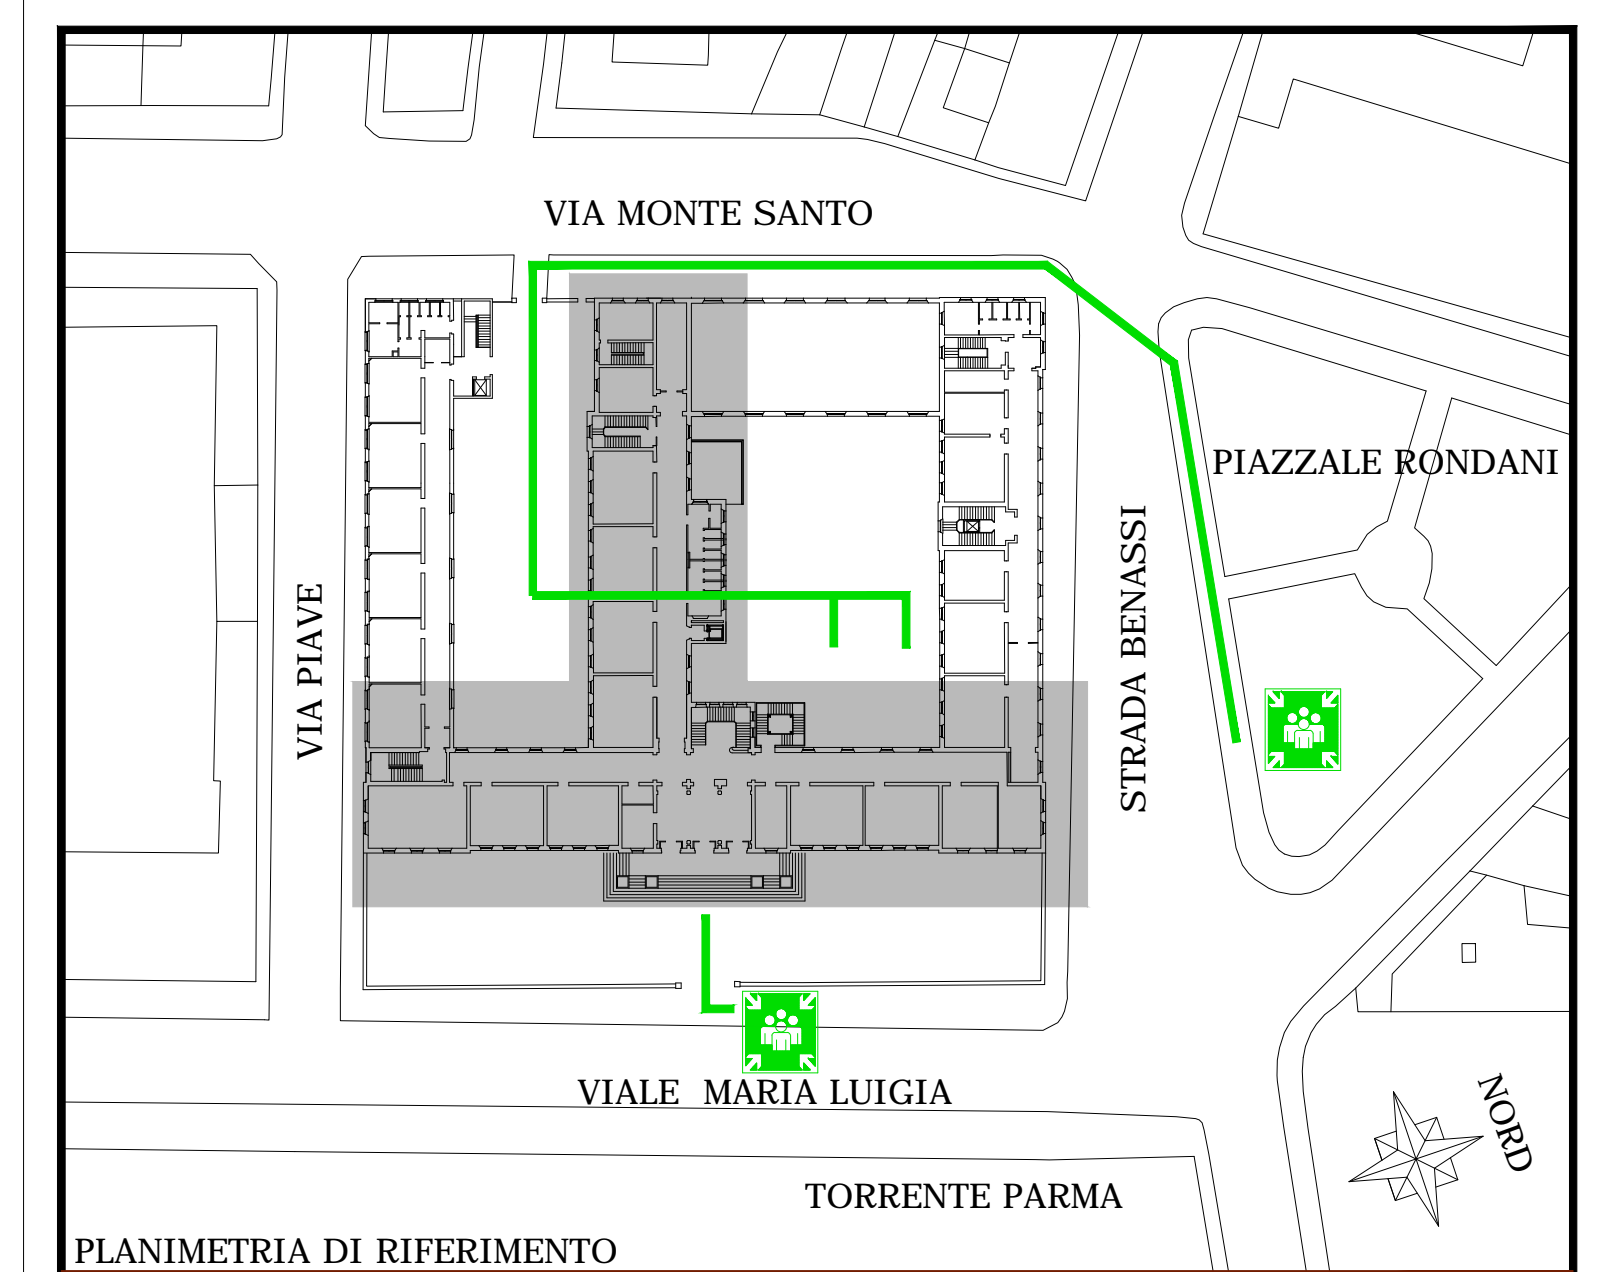 VIA MONTE SANTO
PIAZZALE RONDANI
STRADA BENASSI
VIA PIAVE
VIALE MARIA LUIGIA
NORD
TORRENTE PARMA
PLANIMETRIA DI RIFERIMENTO